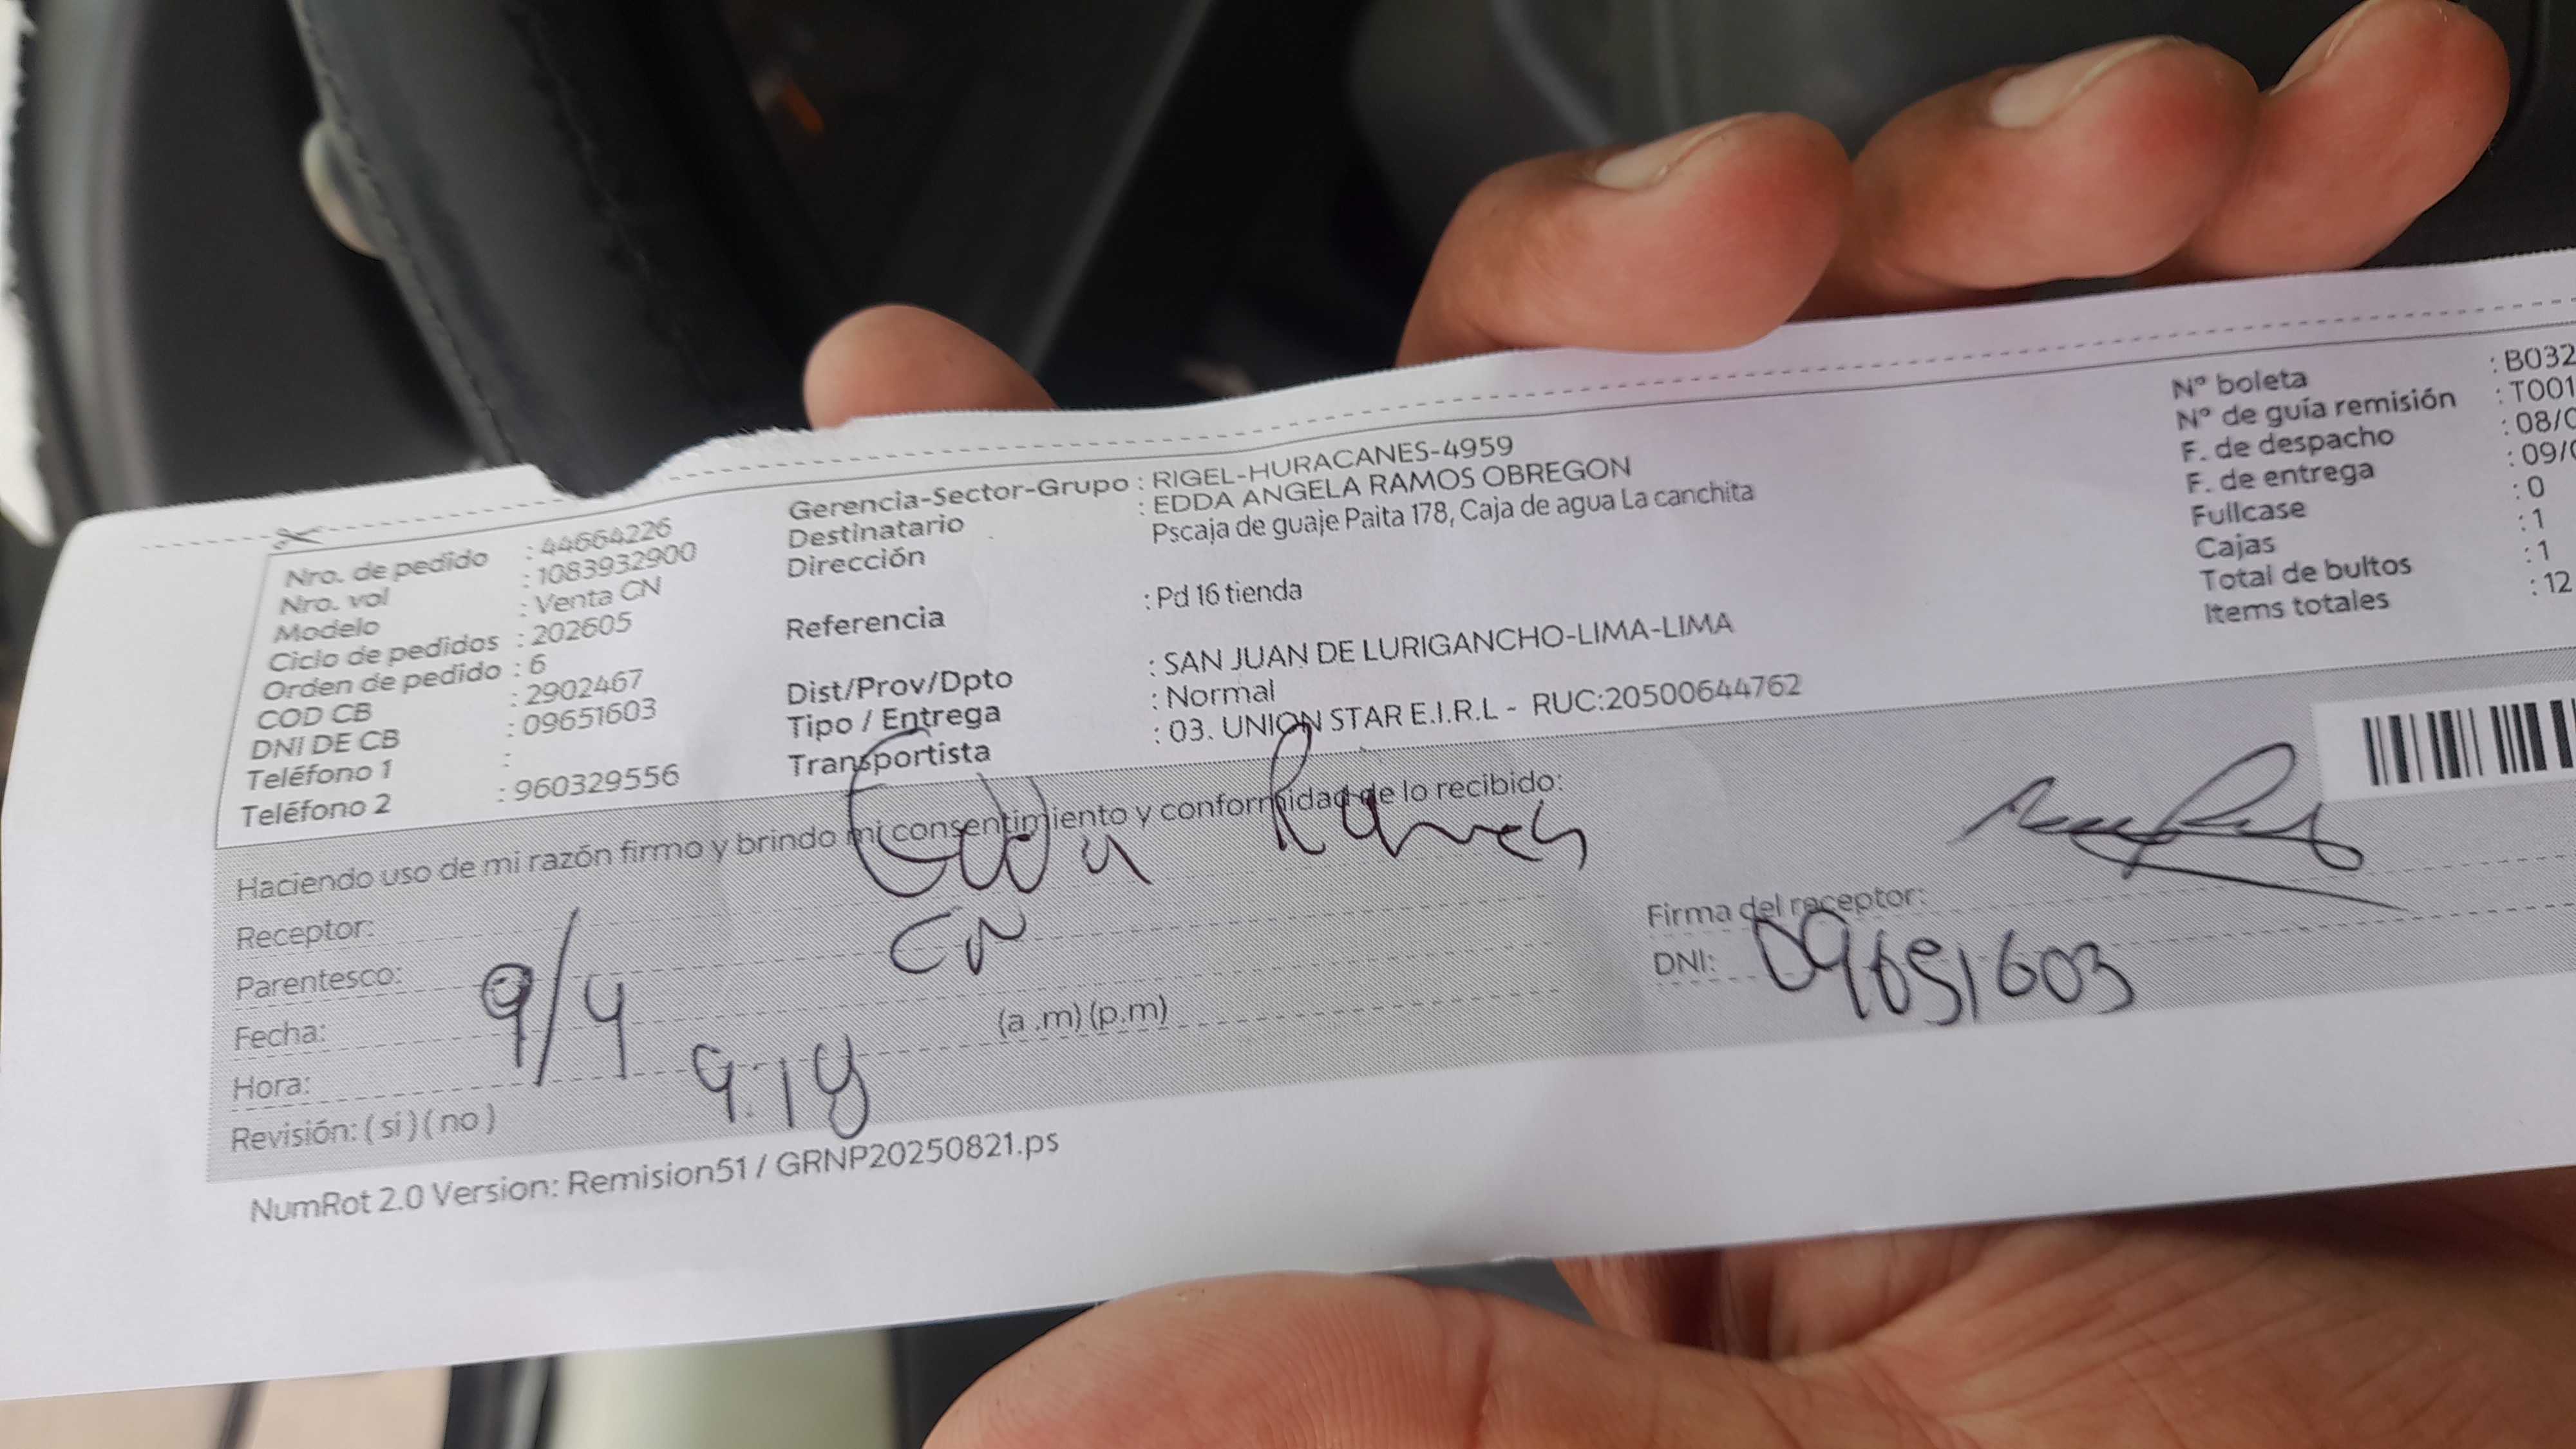 Nro. de pedido : 44664226
Nro. vol : 1083932900
Modelo : Venta CN
Ciclo de pedidos : 202605
Orden de pedido : 6
COD CB : 2902467
DNI DE CB : 09651603
Teléfono 1 :
Teléfono 2 : 960329556
Gerencia-Sector-Grupo : RIGEL-HURACANES-4959
Destinatario : EDDA ANGELA RAMOS OBREGON
Dirección Pscaja de guaje Paita 178, Caja de agua La canchita
Referencia : Pd 16 tienda
Dist/Prov/Dpto : SAN JUAN DE LURIGANCHO-LIMA-LIMA
Tipo / Entrega : Normal
Transportista : 03. UNION STAR E.I.R.L - RUC:20500644762
N° boleta : B032
N° de guía remisión : T001
F. de despacho : 08/0
F. de entrega : 09/0
Fullcase : 0
Cajas : 1
Total de bultos : 1
Items totales : 12
Haciendo uso de mi razón firmo y brindo mi consentimiento y conformidad de lo recibido:
Receptor: Edda Ramos
Parentesco: CN
Fecha: 9/4
Hora: 9:18 (a .m) (p.m)
Revisión: ( si ) ( no )
Firma del receptor:
DNI: 09651603
NumRot 2.0 Version: Remision51 / GRNP20250821.ps